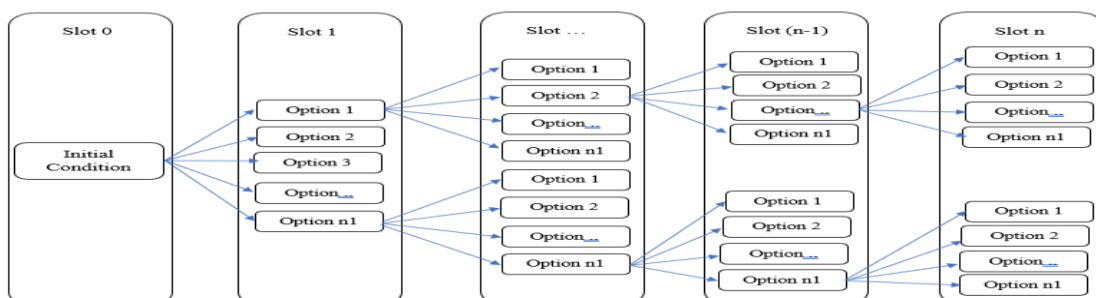 Slot 0
Initial
Condition
Slot 1
Option 1
Option 2
Option 3
Option...
Option n1
Slot ...
Option 1
Option 2
Option...
Option n1
Option 1
Option 2
Option...
Option n1
Slot (n-1)
Option 1
Option 2
Option...
Option n1
Option 1
Option 2
Option...
Option n1
Slot n
Option 1
Option 2
Option...
Option n1
Option 1
Option 2
Option...
Option n1